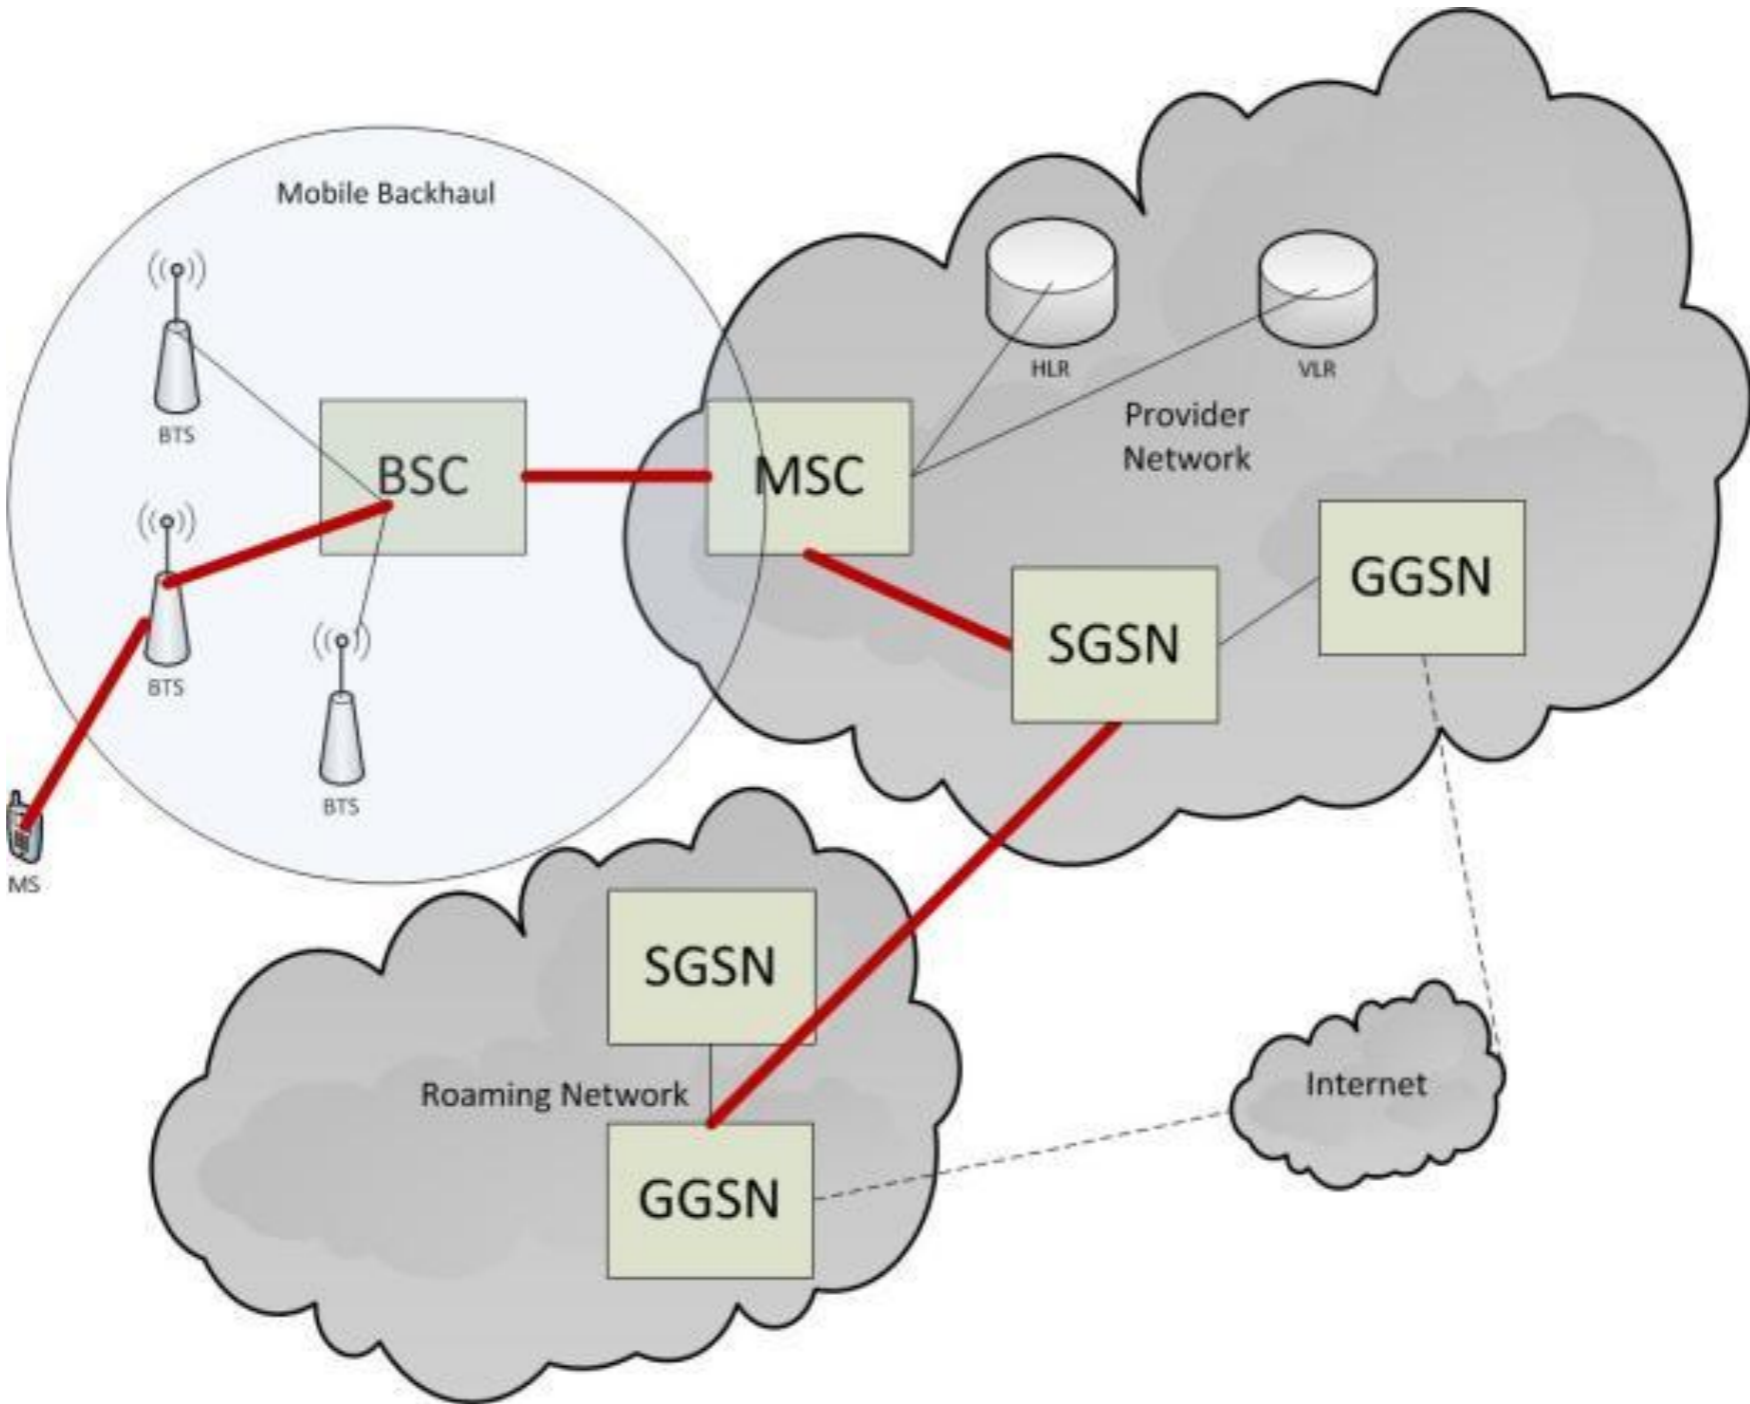 Mobile Backhaul
BTS
BSC
BTS
BTS
MS
HLR
VLR
Provider
Network
MSC
SGSN
GGSN
SGSN
Roaming Network
GGSN
Internet